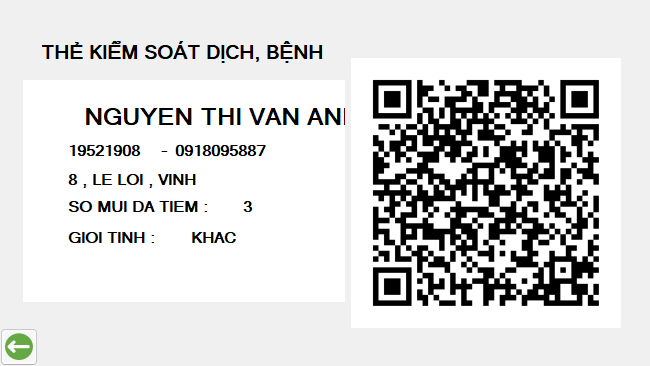 THẺ KIỂM SOÁT DỊCH, BỆNH
NGUYEN THI VAN ANH
19521908 - 0918095887
8 , LE LOI , VINH
SO MUI DA TIEM : 3
GIOI TINH : KHAC